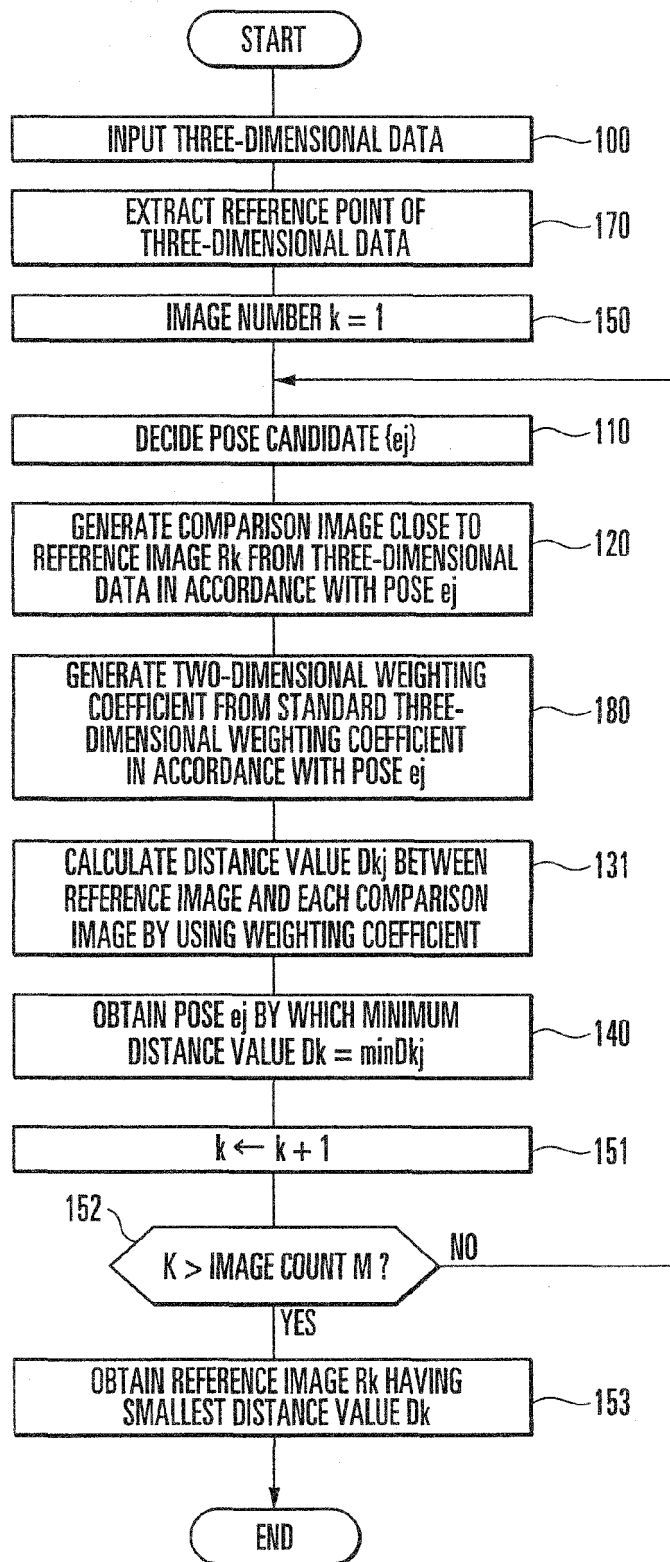 START
INPUT THREE-DIMENSIONAL DATA
100
EXTRACT REFERENCE POINT OF
THREE-DIMENSIONAL DATA
170
IMAGE NUMBER k = 1
150
DECIDE POSE CANDIDATE {ej}
110
GENERATE COMPARISON IMAGE CLOSE TO
REFERENCE IMAGE Rk FROM THREE-DIMENSIONAL
DATA IN ACCORDANCE WITH POSE ej
120
GENERATE TWO-DIMENSIONAL WEIGHTING
COEFFICIENT FROM STANDARD THREE-
DIMENSIONAL WEIGHTING COEFFICIENT
IN ACCORDANCE WITH POSE ej
180
CALCULATE DISTANCE VALUE Dkj BETWEEN
REFERENCE IMAGE AND EACH COMPARISON
IMAGE BY USING WEIGHTING COEFFICIENT
131
OBTAIN POSE ej BY WHICH MINIMUM
DISTANCE VALUE Dk = minDkj
140
k ← k + 1
151
152
K > IMAGE COUNT M ?
NO
YES
OBTAIN REFERENCE IMAGE Rk HAVING
SMALLEST DISTANCE VALUE Dk
153
END